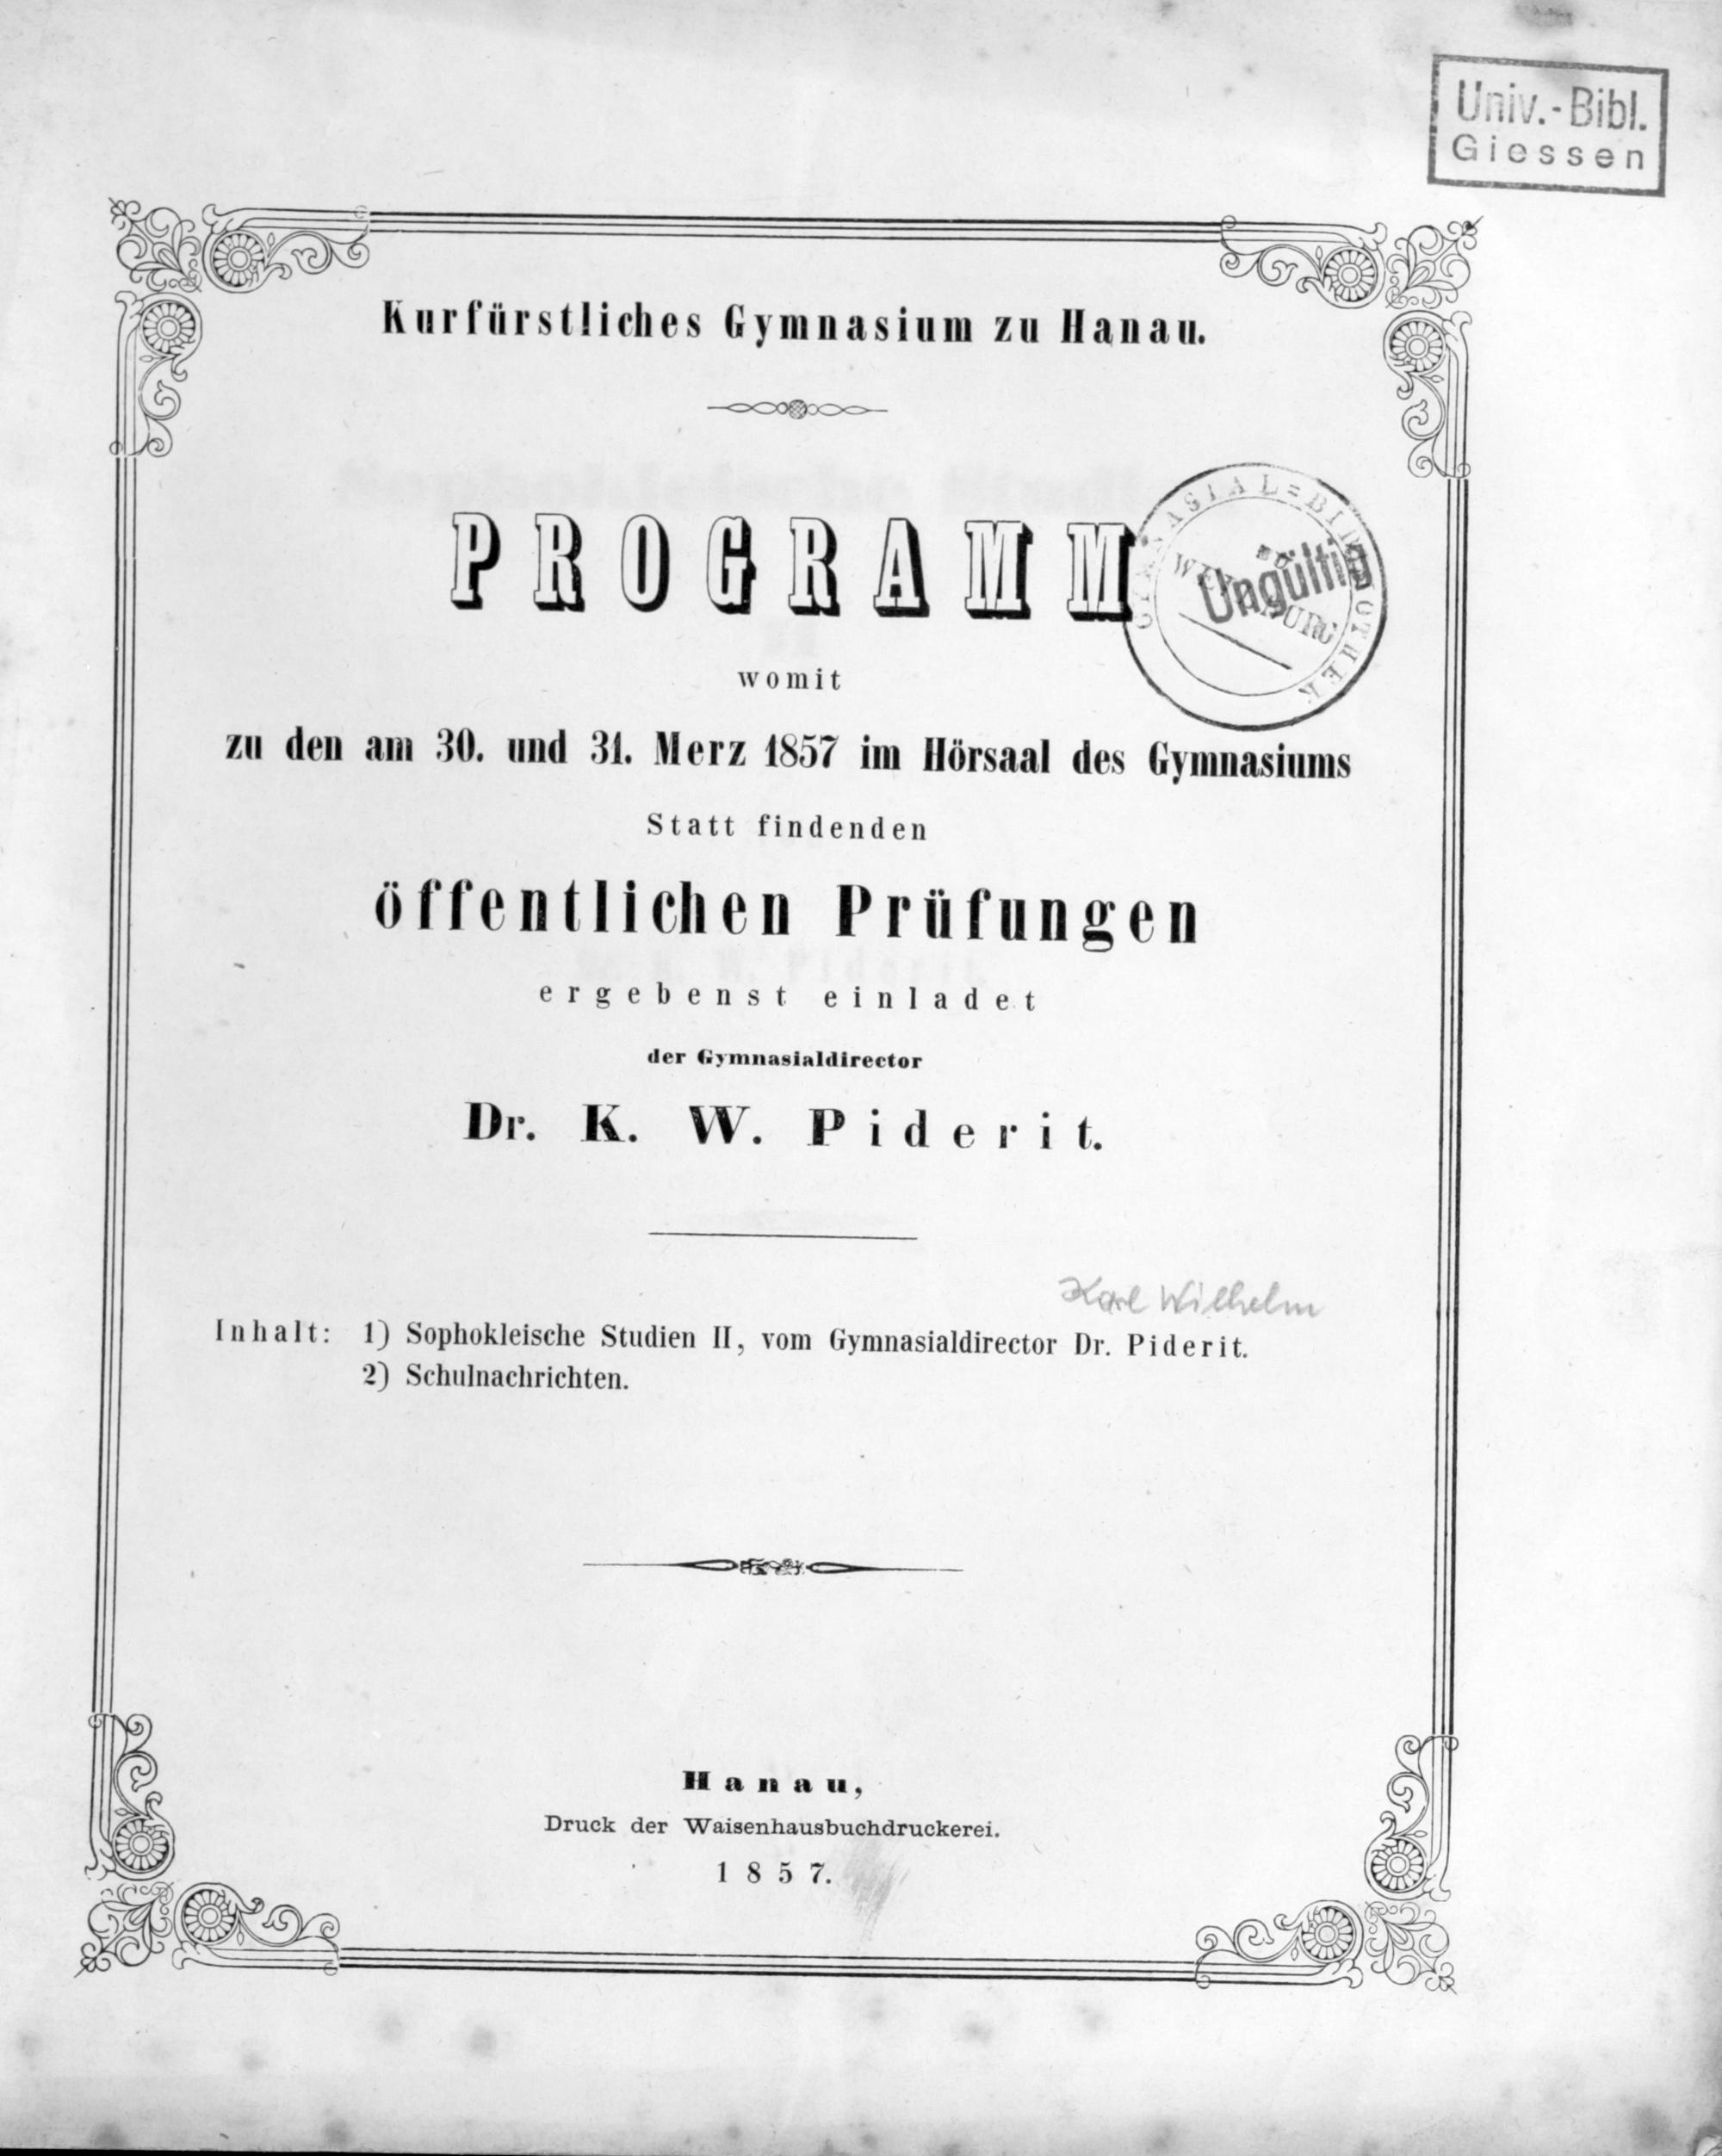 Univ.-Bibl.
Giessen
Kurfürstliches Gymnasium zu Hanau.
PROGRAMM
Ungültig
womit
zu den am 30. und 31. Merz 1857 im Hörsaal des Gymnasiums
Statt findenden
öffentlichen Prüfungen
ergebenst einladet
der Gymnasialdirector
Dr. K. W. Piderit.
Karl Wilhelm
Inhalt: 1) Sophokleische Studien II, vom Gymnasialdirector Dr. Piderit.
2) Schulnachrichten.
Hanau,
Druck der Waisenhausbuchdruckerei.
1857.